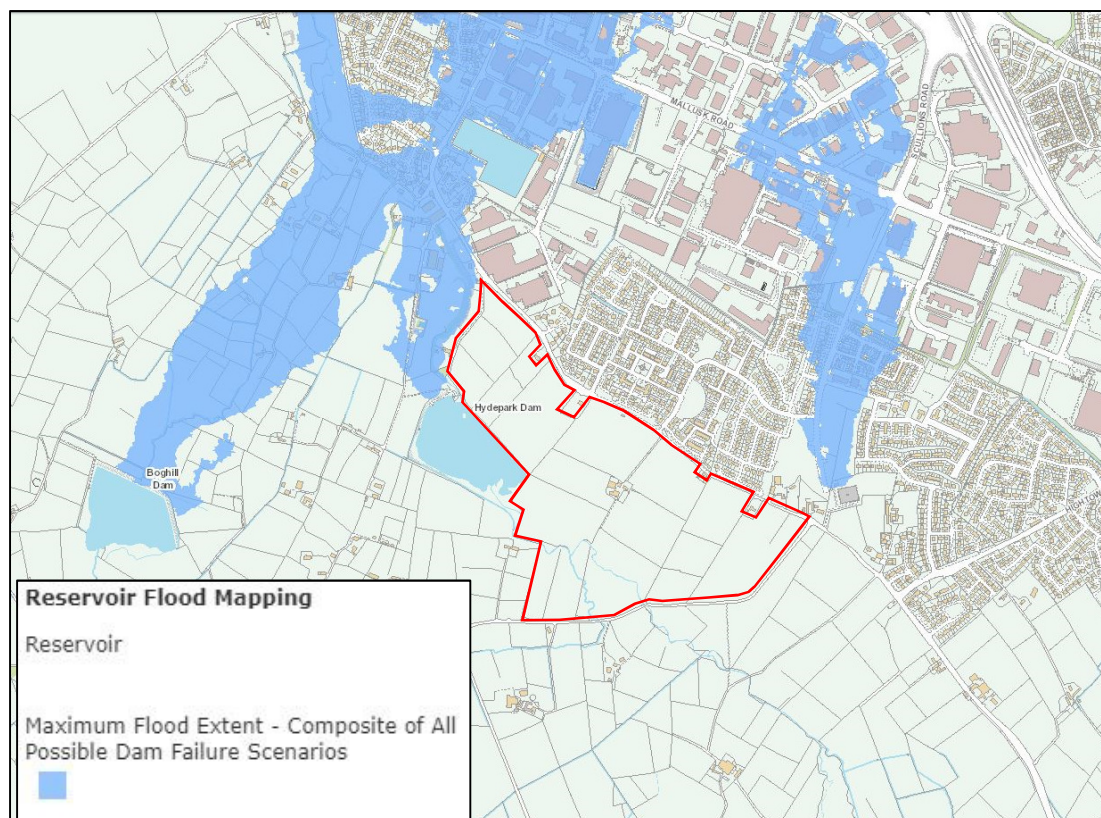 MALLUSK ROAD
SCULLIONS ROAD
Hydepark Dam
Boghill
Dam
Reservoir Flood Mapping
Reservoir
Maximum Flood Extent - Composite of All
Possible Dam Failure Scenarios